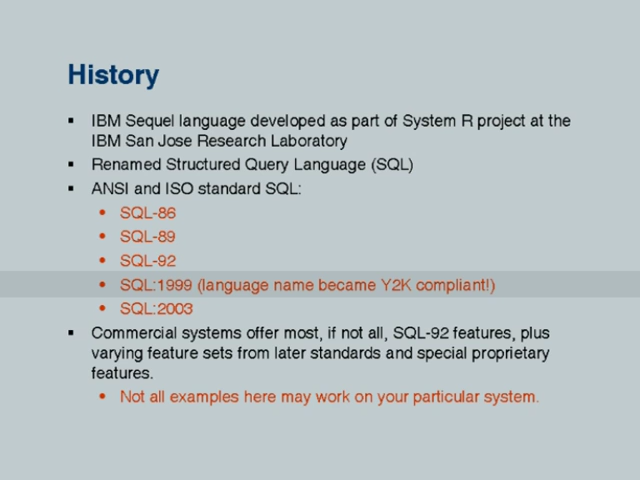 History
▪ IBM Sequel language developed as part of System R project at the
IBM San Jose Research Laboratory
▪ Renamed Structured Query Language (SQL)
▪ ANSI and ISO standard SQL:
• SQL-86
• SQL-89
• SQL-92
• SQL:1999 (language name became Y2K compliant!)
• SQL:2003
▪ Commercial systems offer most, if not all, SQL-92 features, plus
varying feature sets from later standards and special proprietary
features.
• Not all examples here may work on your particular system.